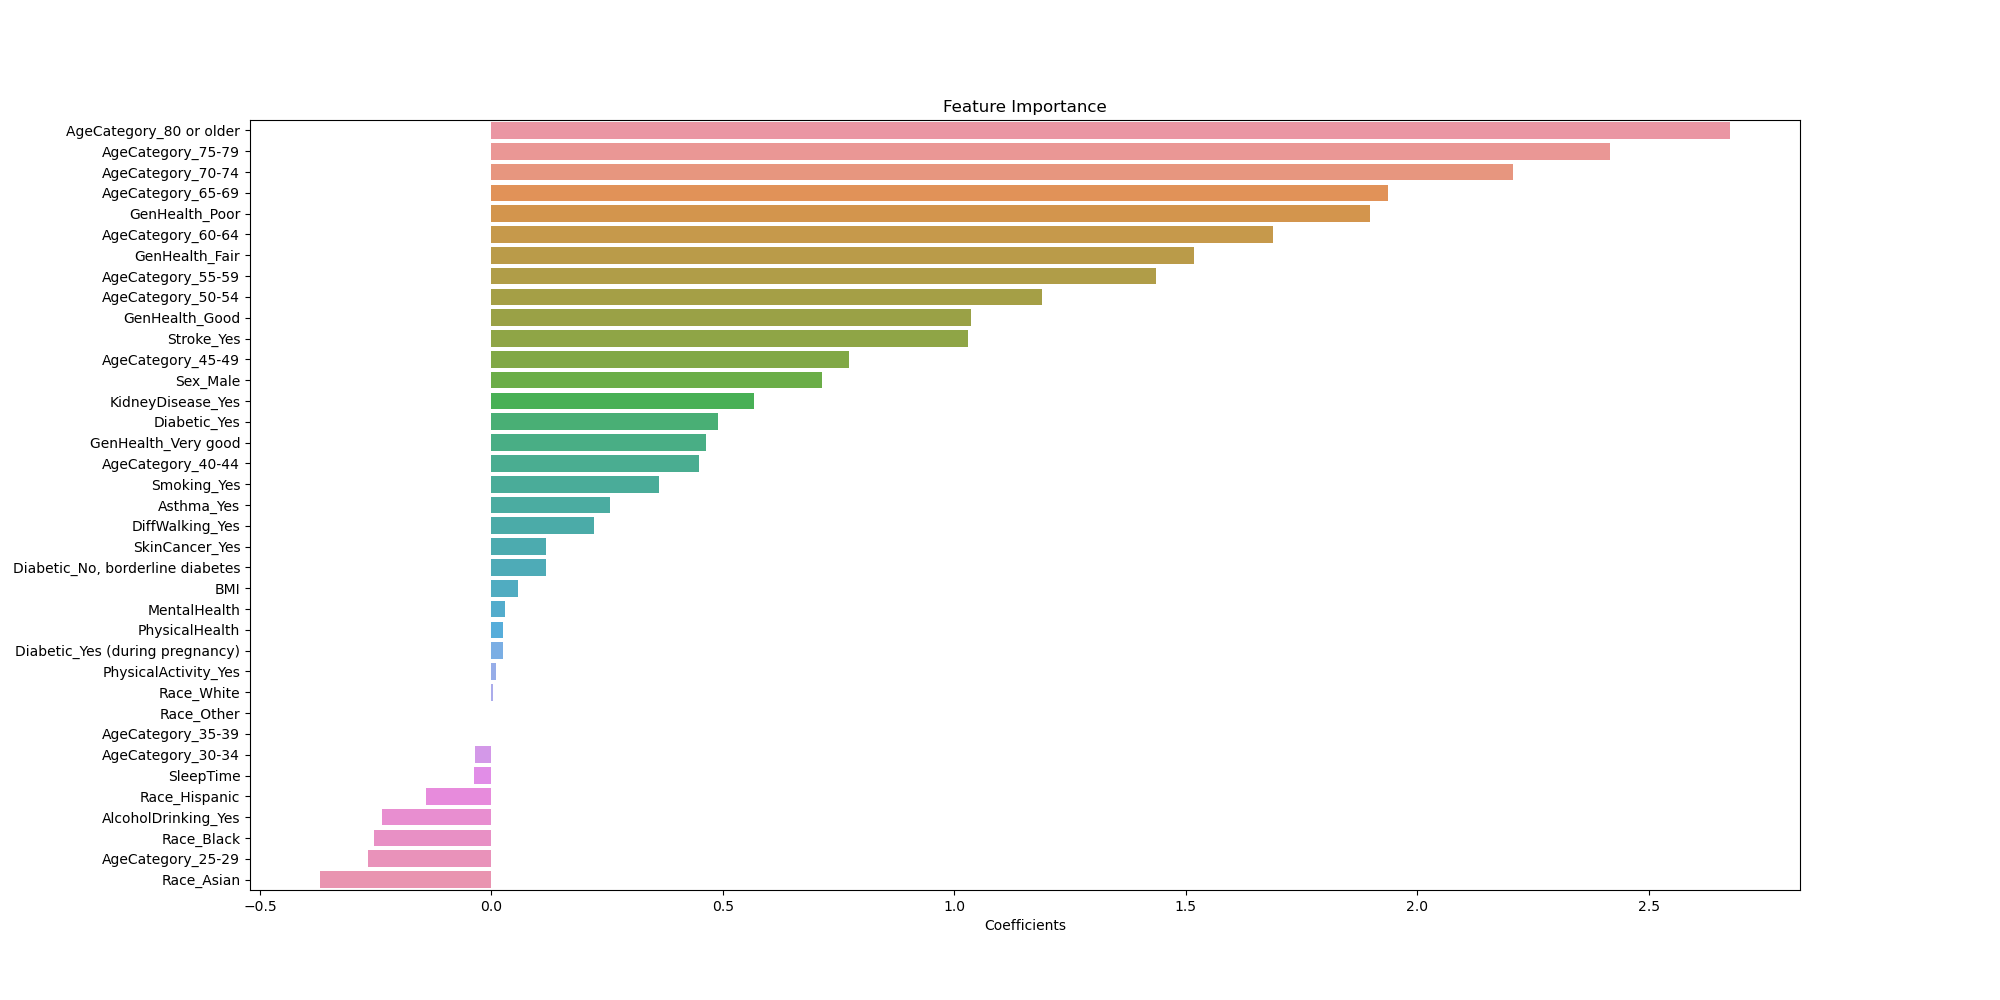 Feature Importance
AgeCategory_80 or older
AgeCategory_75-79
AgeCategory_70-74
AgeCategory_65-69
GenHealth_Poor
AgeCategory_60-64
GenHealth_Fair
AgeCategory_55-59
AgeCategory_50-54
GenHealth_Good
Stroke_Yes
AgeCategory_45-49
Sex_Male
KidneyDisease_Yes
Diabetic_Yes
GenHealth_Very good
AgeCategory_40-44
Smoking_Yes
Asthma_Yes
DiffWalking_Yes
SkinCancer_Yes
Diabetic_No, borderline diabetes
BMI
MentalHealth
PhysicalHealth
Diabetic_Yes (during pregnancy)
PhysicalActivity_Yes
Race_White
Race_Other
AgeCategory_35-39
AgeCategory_30-34
SleepTime
Race_Hispanic
AlcoholDrinking_Yes
Race_Black
AgeCategory_25-29
Race_Asian
−0.5 0.0 0.5 1.0 1.5 2.0 2.5
Coefficients